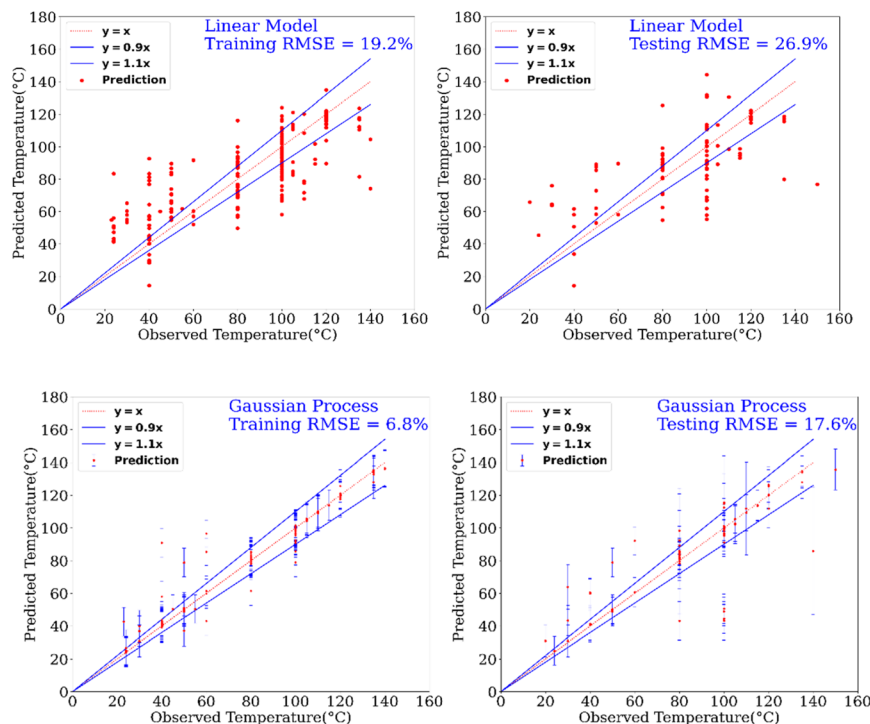 Linear Model
Training RMSE = 19.2%
y = x
y = 0.9x
y = 1.1x
Prediction
Predicted Temperature(°C)
180
160
140
120
100
80
60
40
20
0
0 20 40 60 80 100 120 140 160
Observed Temperature(°C)
Linear Model
Testing RMSE = 26.9%
y = x
y = 0.9x
y = 1.1x
Prediction
Predicted Temperature(°C)
180
160
140
120
100
80
60
40
20
0
0 20 40 60 80 100 120 140 160
Observed Temperature(°C)
Gaussian Process
Training RMSE = 6.8%
y = x
y = 0.9x
y = 1.1x
Prediction
Predicted Temperature(°C)
180
160
140
120
100
80
60
40
20
0
0 20 40 60 80 100 120 140 160
Observed Temperature(°C)
Gaussian Process
Testing RMSE = 17.6%
y = x
y = 0.9x
y = 1.1x
Prediction
Predicted Temperature(°C)
180
160
140
120
100
80
60
40
20
0
0 20 40 60 80 100 120 140 160
Observed Temperature(°C)